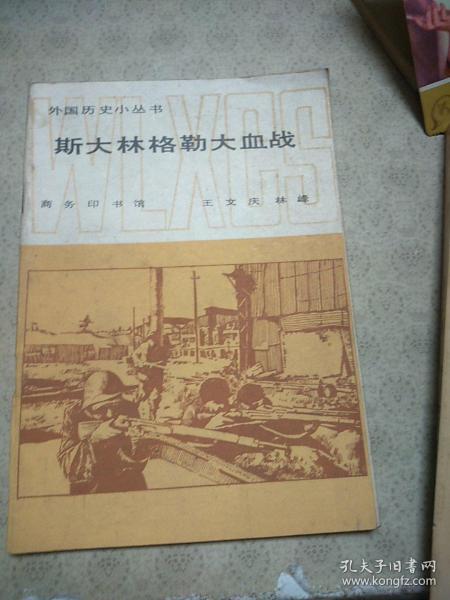 外国历史小丛书
WLXGS
斯大林格勒大血战
商务印书馆 王文庆 林峰
孔夫子旧书网
www.kongfz.com